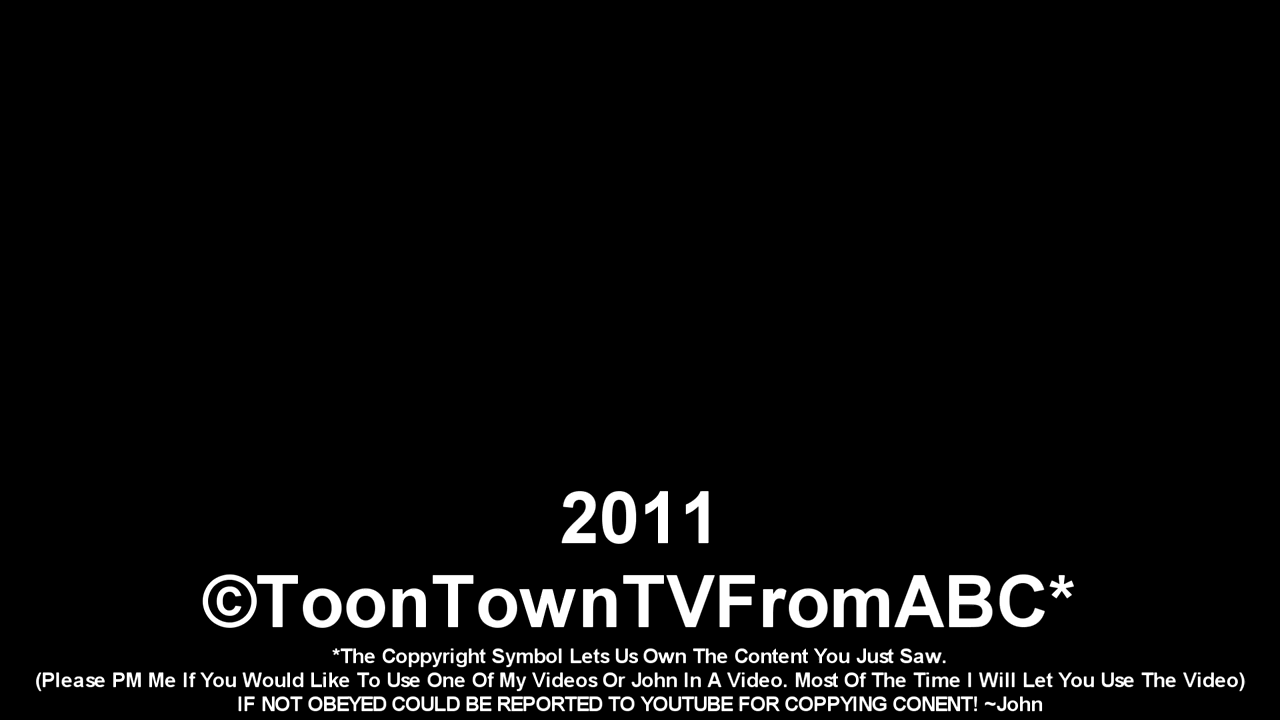 2011
©ToonTownTVFromABC*
*The Coppyright Symbol Lets Us Own The Content You Just Saw.
(Please PM Me If You Would Like To Use One Of My Videos Or John In A Video. Most Of The Time I Will Let You Use The Video)
IF NOT OBEYED COULD BE REPORTED TO YOUTUBE FOR COPPYING CONENT! ~John